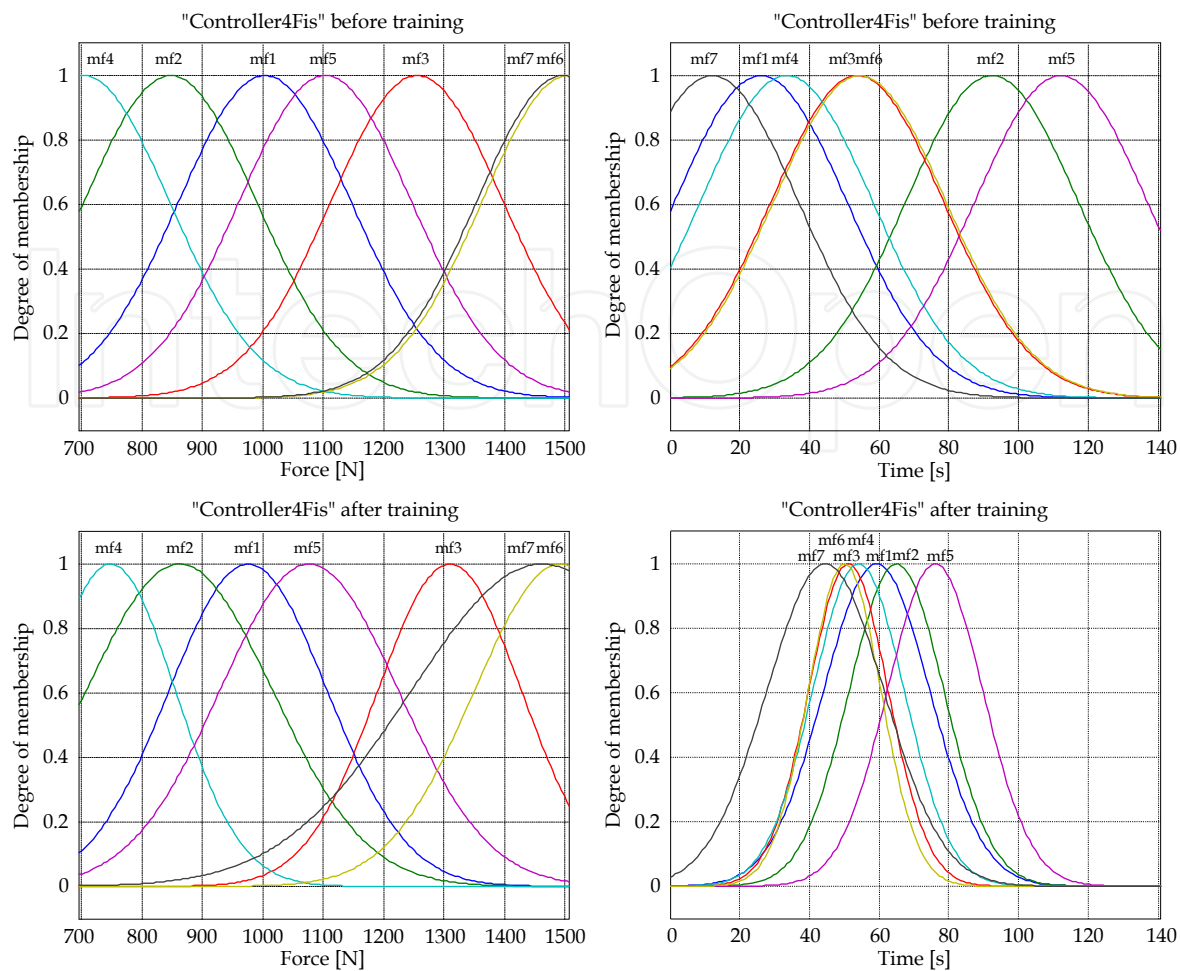 "Controller4Fis" before training
mf4 mf2 mf1 mf5 mf3 mf7 mf6
1
0.8
0.6
0.4
0.2
0
Degree of membership
700 800 900 1000 1100 1200 1300 1400 1500
Force [N]
"Controller4Fis" before training
mf7 mf1 mf4 mf3mf6 mf2 mf5
1
0.8
0.6
0.4
0.2
0
Degree of membership
0 20 40 60 80 100 120 140
Time [s]
"Controller4Fis" after training
mf4 mf2 mf1 mf5 mf3 mf7 mf6
1
0.8
0.6
0.4
0.2
0
Degree of membership
700 800 900 1000 1100 1200 1300 1400 1500
Force [N]
"Controller4Fis" after training
mf6 mf4
mf7 mf3 mf1 mf2 mf5
1
0.8
0.6
0.4
0.2
0
Degree of membership
0 20 40 60 80 100 120 140
Time [s]
IntechOpen